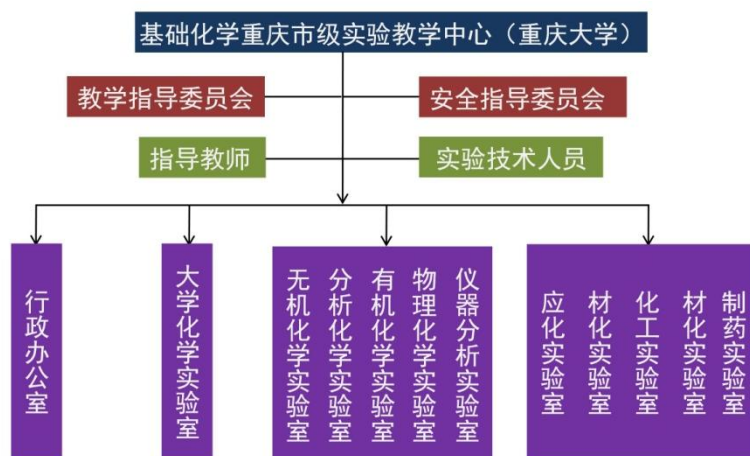 基础化学重庆市级实验教学中心（重庆大学）
教学指导委员会
安全指导委员会
指导教师
实验技术人员
行政办公室
大学化学实验室
无机化学实验室
分析化学实验室
有机化学实验室
物理化学实验室
仪器分析实验室
应化实验室
材化实验室
化工实验室
材化实验室
制药实验室